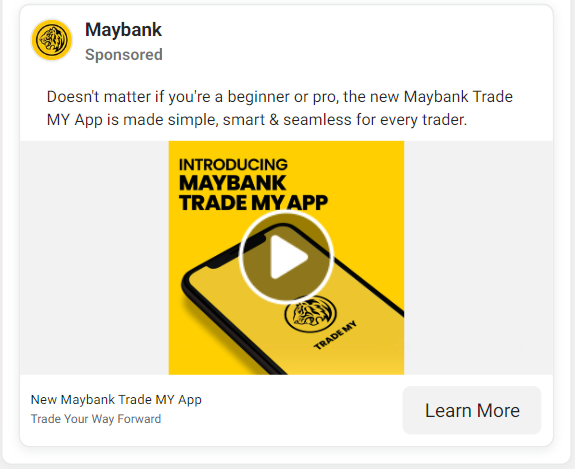 Maybank
Sponsored
Doesn't matter if you're a beginner or pro, the new Maybank Trade
MY App is made simple, smart & seamless for every trader.
INTRODUCING
MAYBANK
TRADE MY APP
TRADE MY
New Maybank Trade MY App
Trade Your Way Forward
Learn More